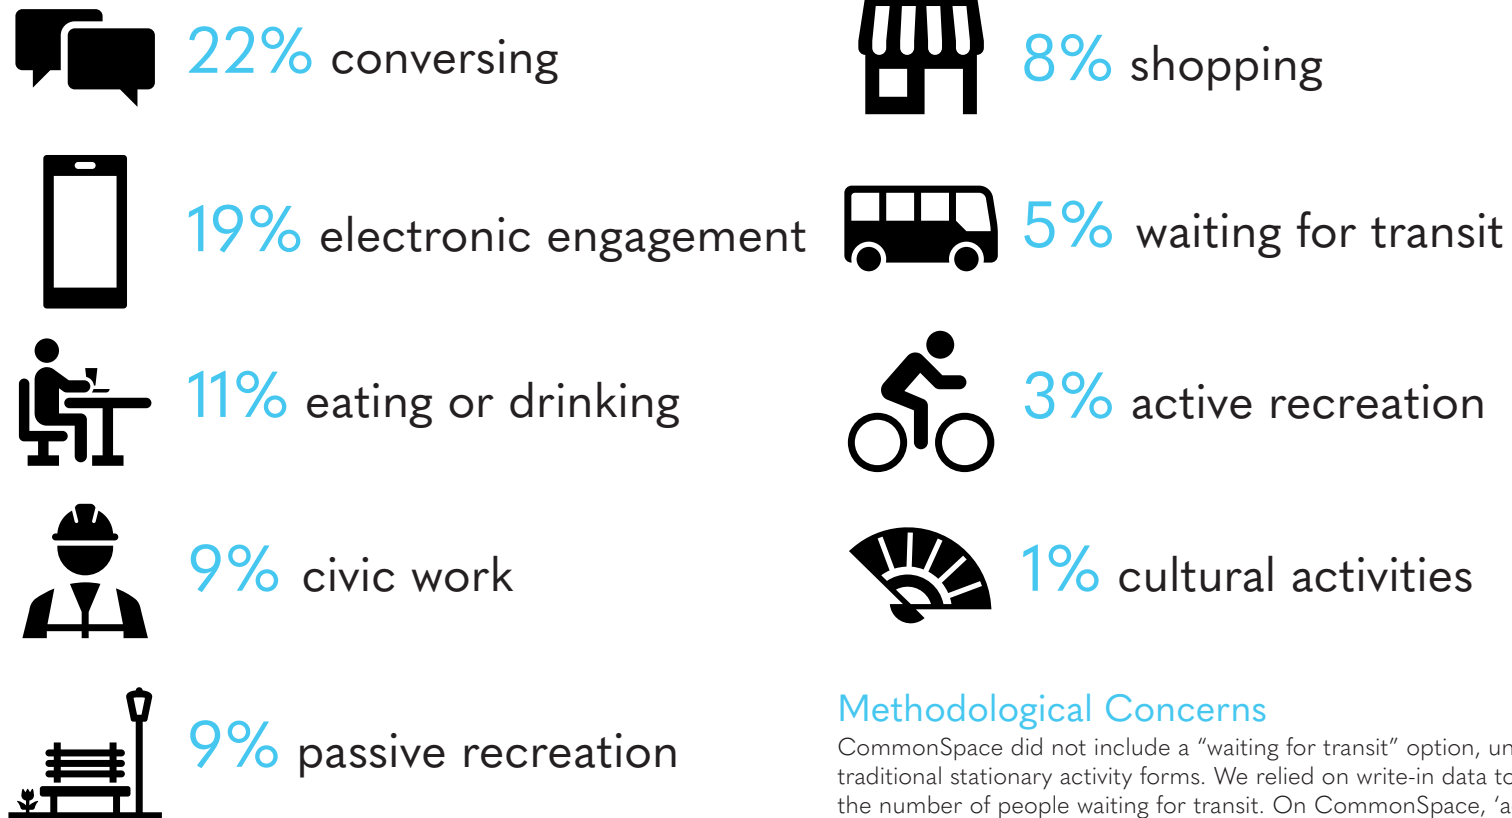 22% conversing
19% electronic engagement
11% eating or drinking
9% civic work
9% passive recreation
8% shopping
5% waiting for transit
3% active recreation
1% cultural activities
Methodological Concerns
CommonSpace did not include a “waiting for transit” option,
traditional stationary activity forms. We relied on write-in data
the number of people waiting for transit. On CommonSpace,